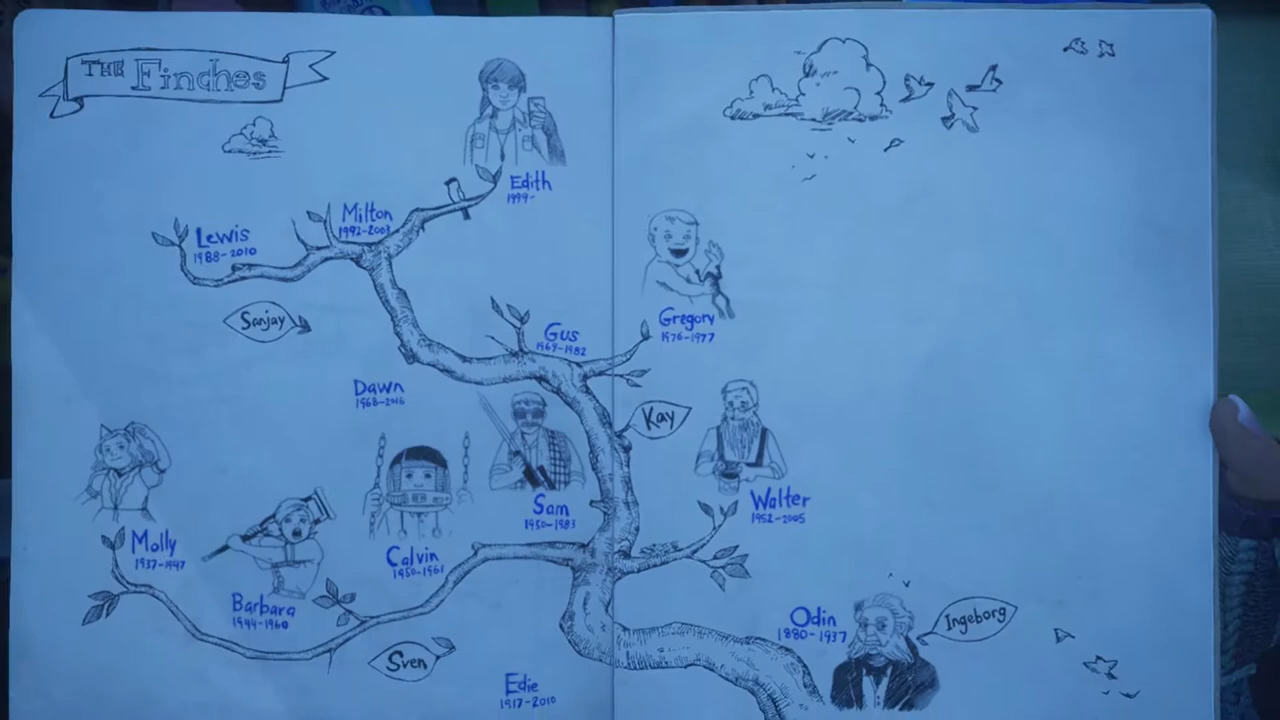 THE Finches
Edith
1999-
Milton
1992-2003
Lewis
1988-2010
Sanjay
Gregory
1976-1977
Gus
1969-1982
Dawn
1968-2016
Kay
Sam
1950-1983
Walter
1952-2005
Molly
1937-1947
Calvin
1950-1961
Barbara
1944-1960
Sven
Odin
1880-1937
Ingeborg
Edie
1917-2010